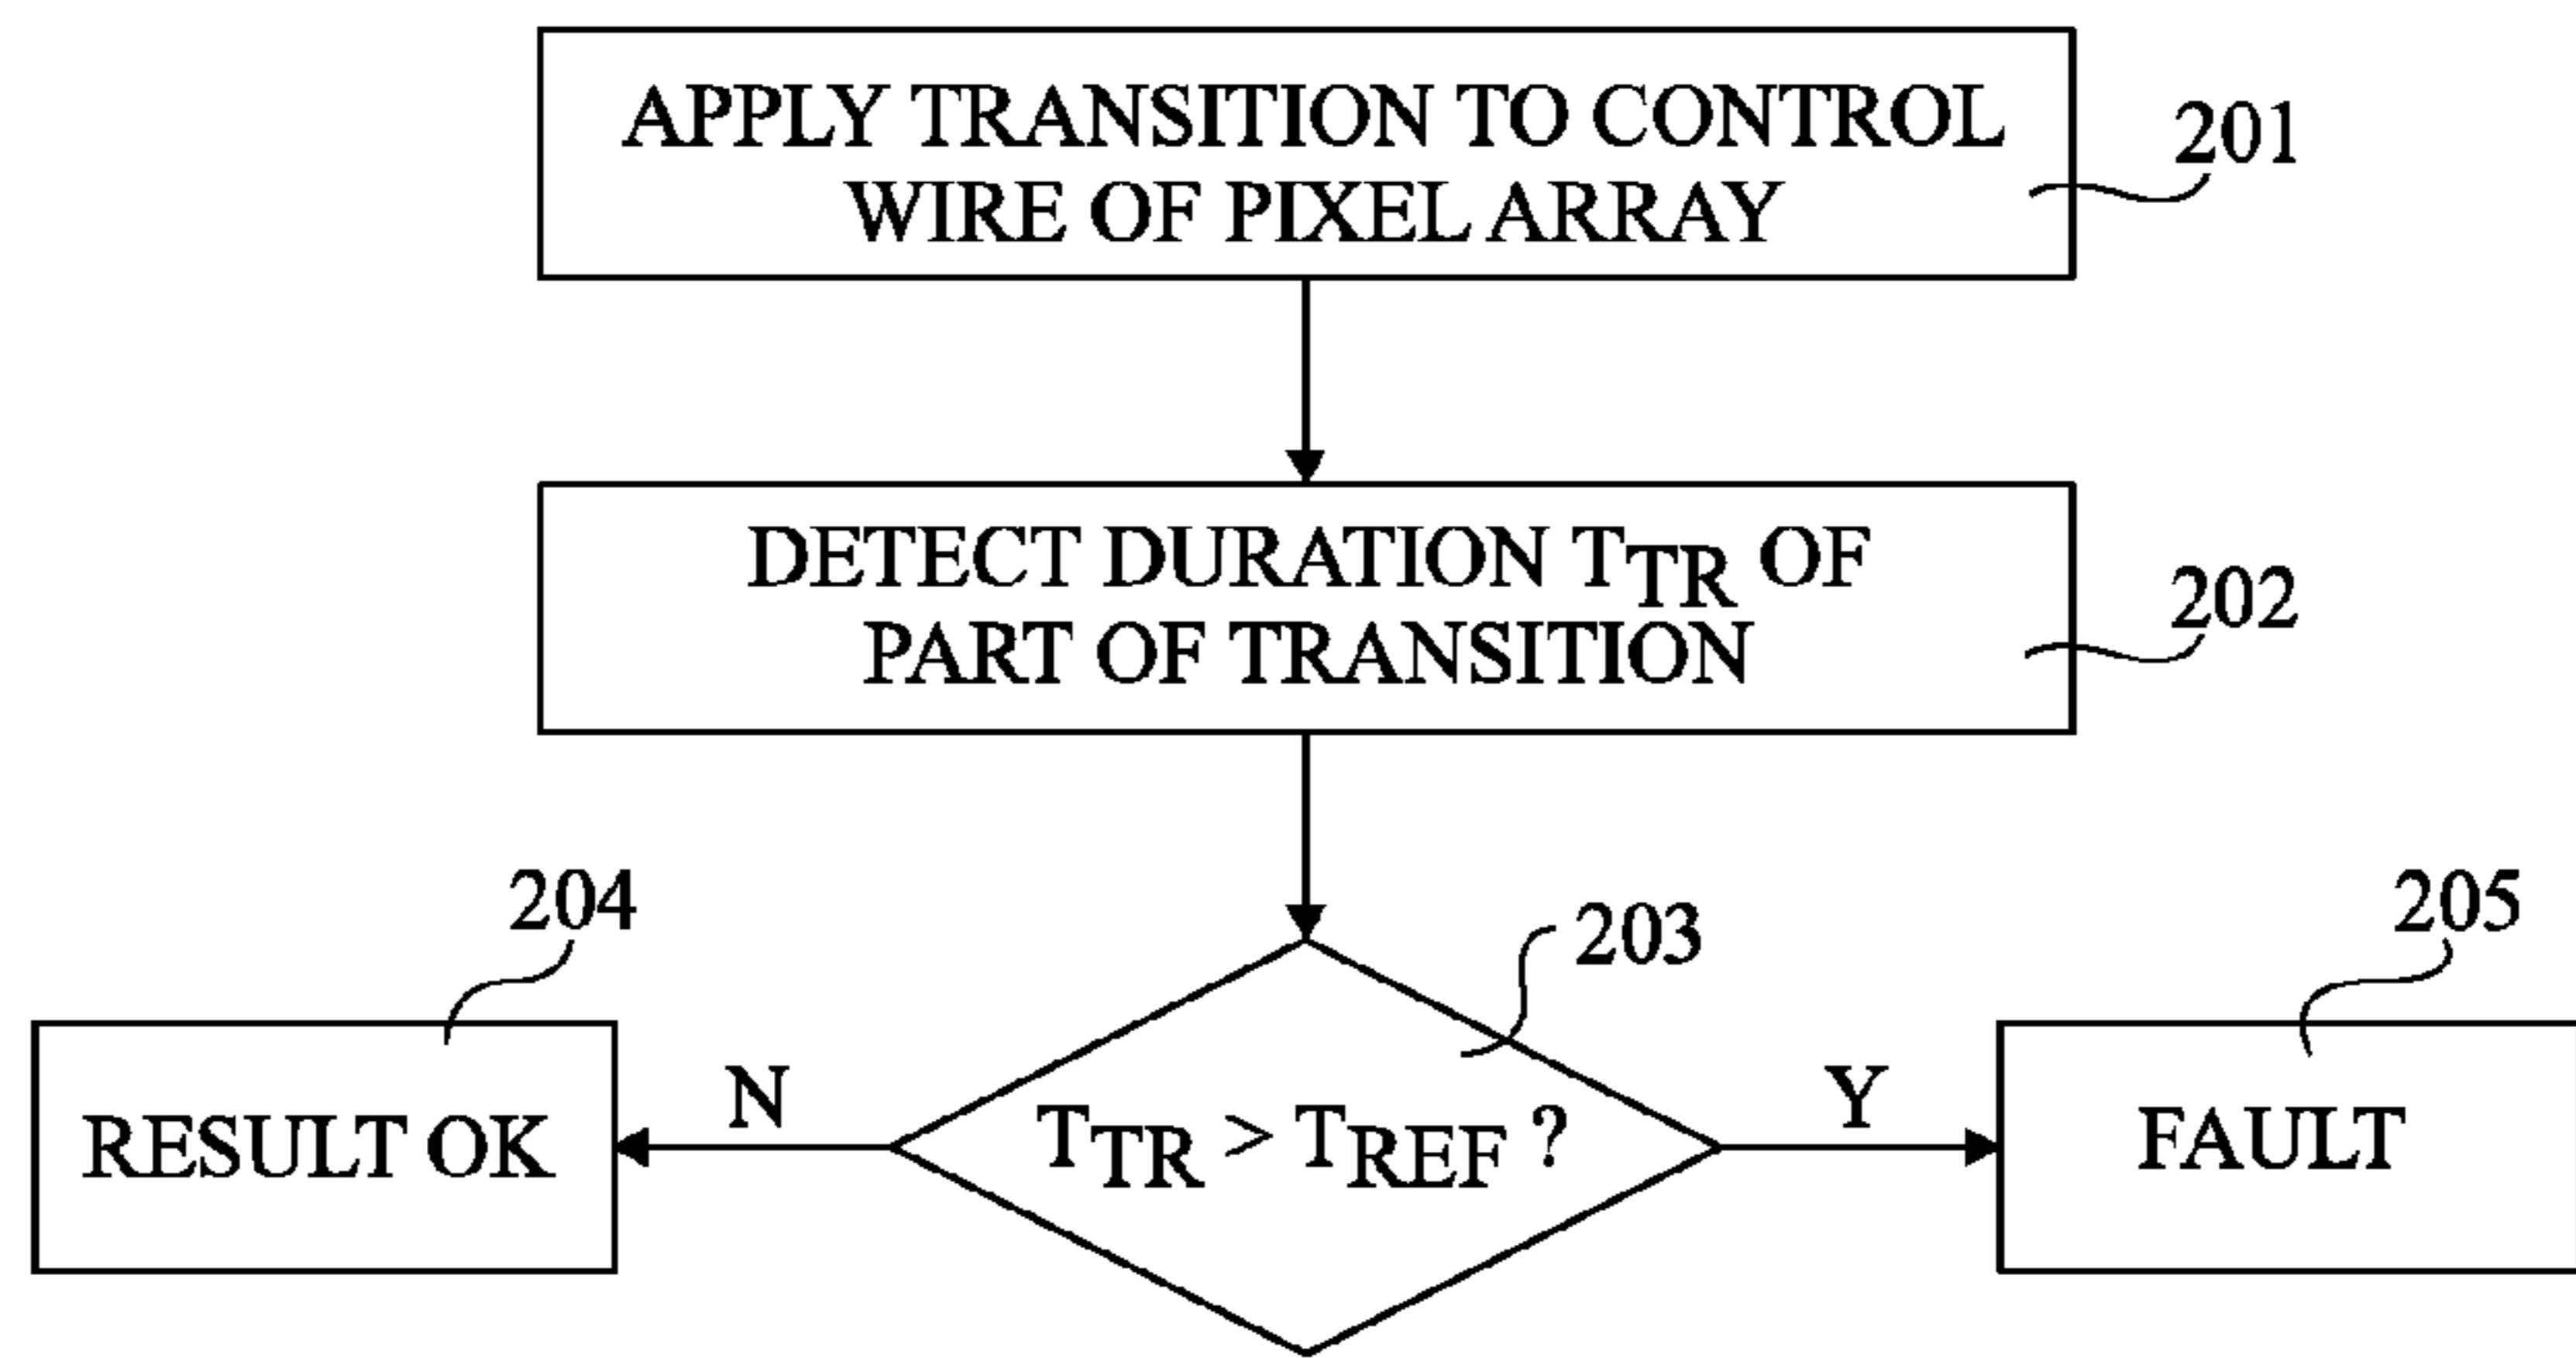 APPLY TRANSITION TO CONTROL
WIRE OF PIXEL ARRAY
201
DETECT DURATION TTR OF
PART OF TRANSITION
202
204
203
205
RESULT OK
N
TTR > TREF ?
Y
FAULT